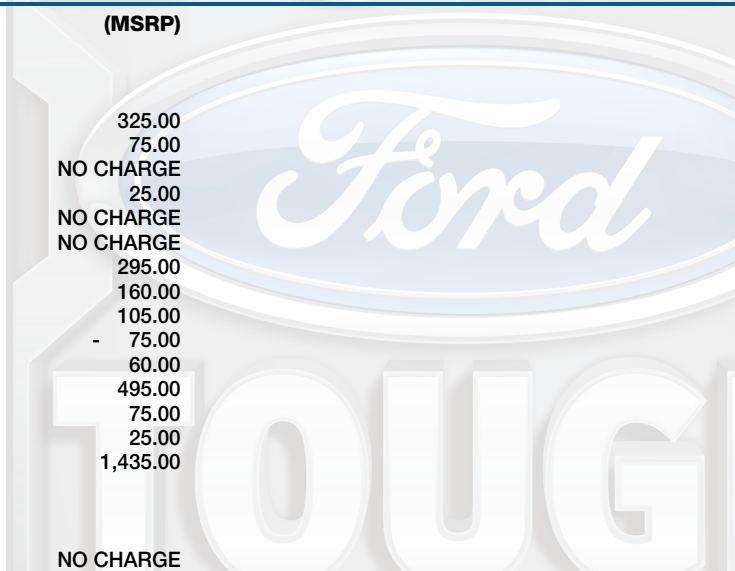 (MSRP)
325.00
75.00
NO CHARGE
25.00
NO CHARGE
NO CHARGE
295.00
160.00
105.00
- 75.00
60.00
495.00
75.00
25.00
1,435.00
NO CHARGE
Ford
TOUG